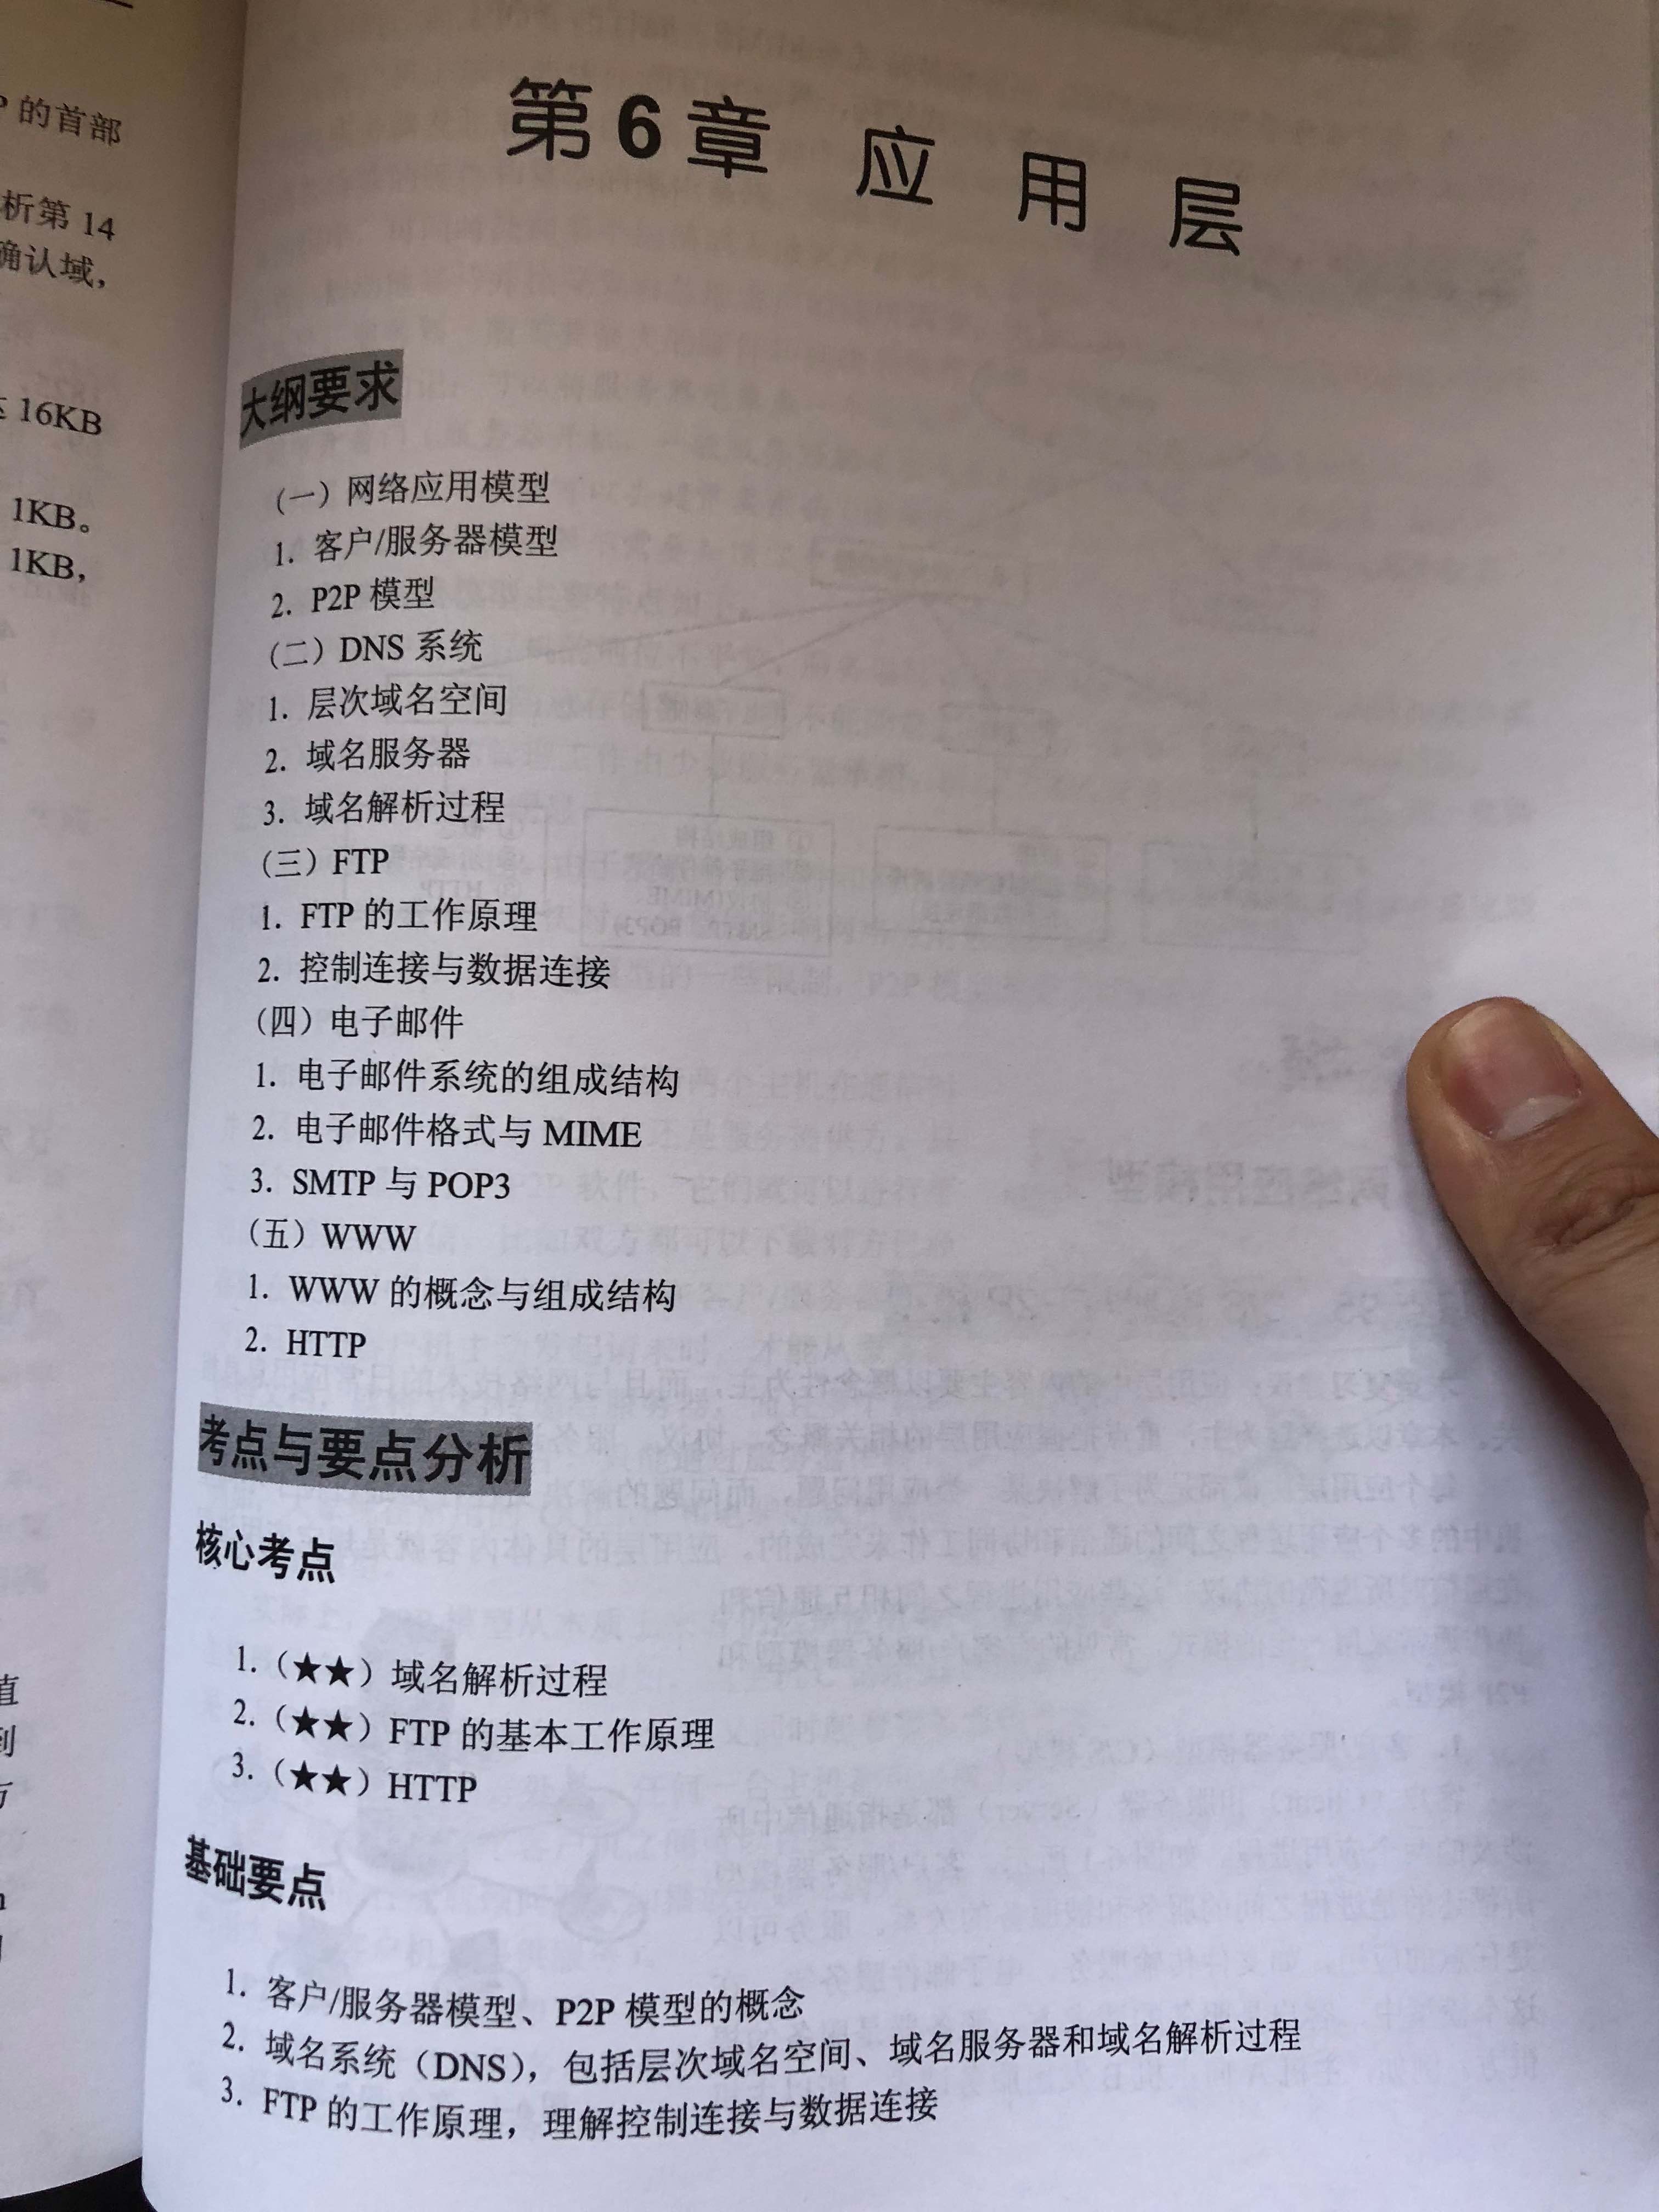 P 的首部
析第 14
确认域，
16KB
1KB。
1KB，
值
到
第 6 章 应 用 层
大纲要求
（一）网络应用模型
1. 客户/服务器模型
2. P2P 模型
（二）DNS 系统
1. 层次域名空间
2. 域名服务器
3. 域名解析过程
（三）FTP
1. FTP 的工作原理
2. 控制连接与数据连接
（四）电子邮件
1. 电子邮件系统的组成结构
2. 电子邮件格式与 MIME
3. SMTP 与 POP3
（五）WWW
1. WWW 的概念与组成结构
2. HTTP
考点与要点分析
核心考点
1.（★★）域名解析过程
2.（★★）FTP 的基本工作原理
3.（★★）HTTP
基础要点
1. 客户/服务器模型、P2P 模型的概念
2. 域名系统（DNS），包括层次域名空间、域名服务器和域名解析过程
3. FTP 的工作原理，理解控制连接与数据连接